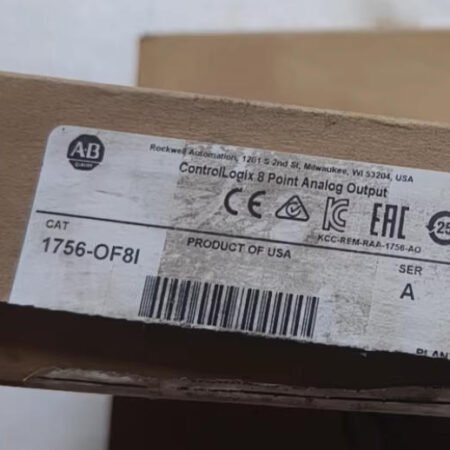 A·B
Rockwell Automation, 1201 S 2nd St, Milwaukee, WI 53204, USA
ControlLogix 8 Point Analog Output
CE
EAC
25
KCC-REM-RAA-1756-AO
CAT
1756-OF8I
PRODUCT OF USA
SER
A
PLAN